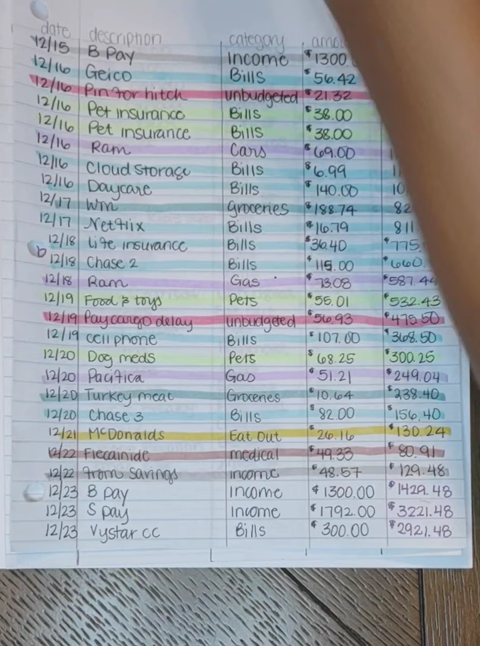 date description category
12/15 B Pay Income $1300
12/16 Geico Bills $56.42
12/16 Pin for hitch unbudgeted $21.32
12/16 Pet insurance Bills $38.00
12/16 Pet insurance Bills $38.00
12/16 Ram Cars $69.00
12/16 Cloud Storage Bills $6.99
12/16 Daycare Bills $140.00 10
12/17 Wm Groceries $188.74 82
12/17 Netflix Bills $16.79 811
12/18 Life insurance Bills $36.40 $775
12/18 Chase 2 Bills $115.00 $660
12/18 Ram Gas $73.08 $587.44
12/19 Food & toys Pets $55.01 $532.43
12/19 Paycargo delay unbudgeted $56.93 $475.50
12/19 cell phone Bills $107.00 $368.50
12/20 Dog meds Pets $68.25 $300.25
12/20 Pacifica Gas $51.21 $249.04
12/20 Turkey meat Groceries $10.64 $238.40
12/20 Chase 3 Bills $82.00 $156.40
12/21 McDonalds Eat Out $26.16 $130.24
12/22 Flecainide medical $49.33 $80.91
12/22 from Savings income $48.57 $129.48
12/23 B pay Income $1300.00 $1429.48
12/23 S pay Income $1792.00 $3221.48
12/23 Vystar cc Bills $300.00 $2921.48